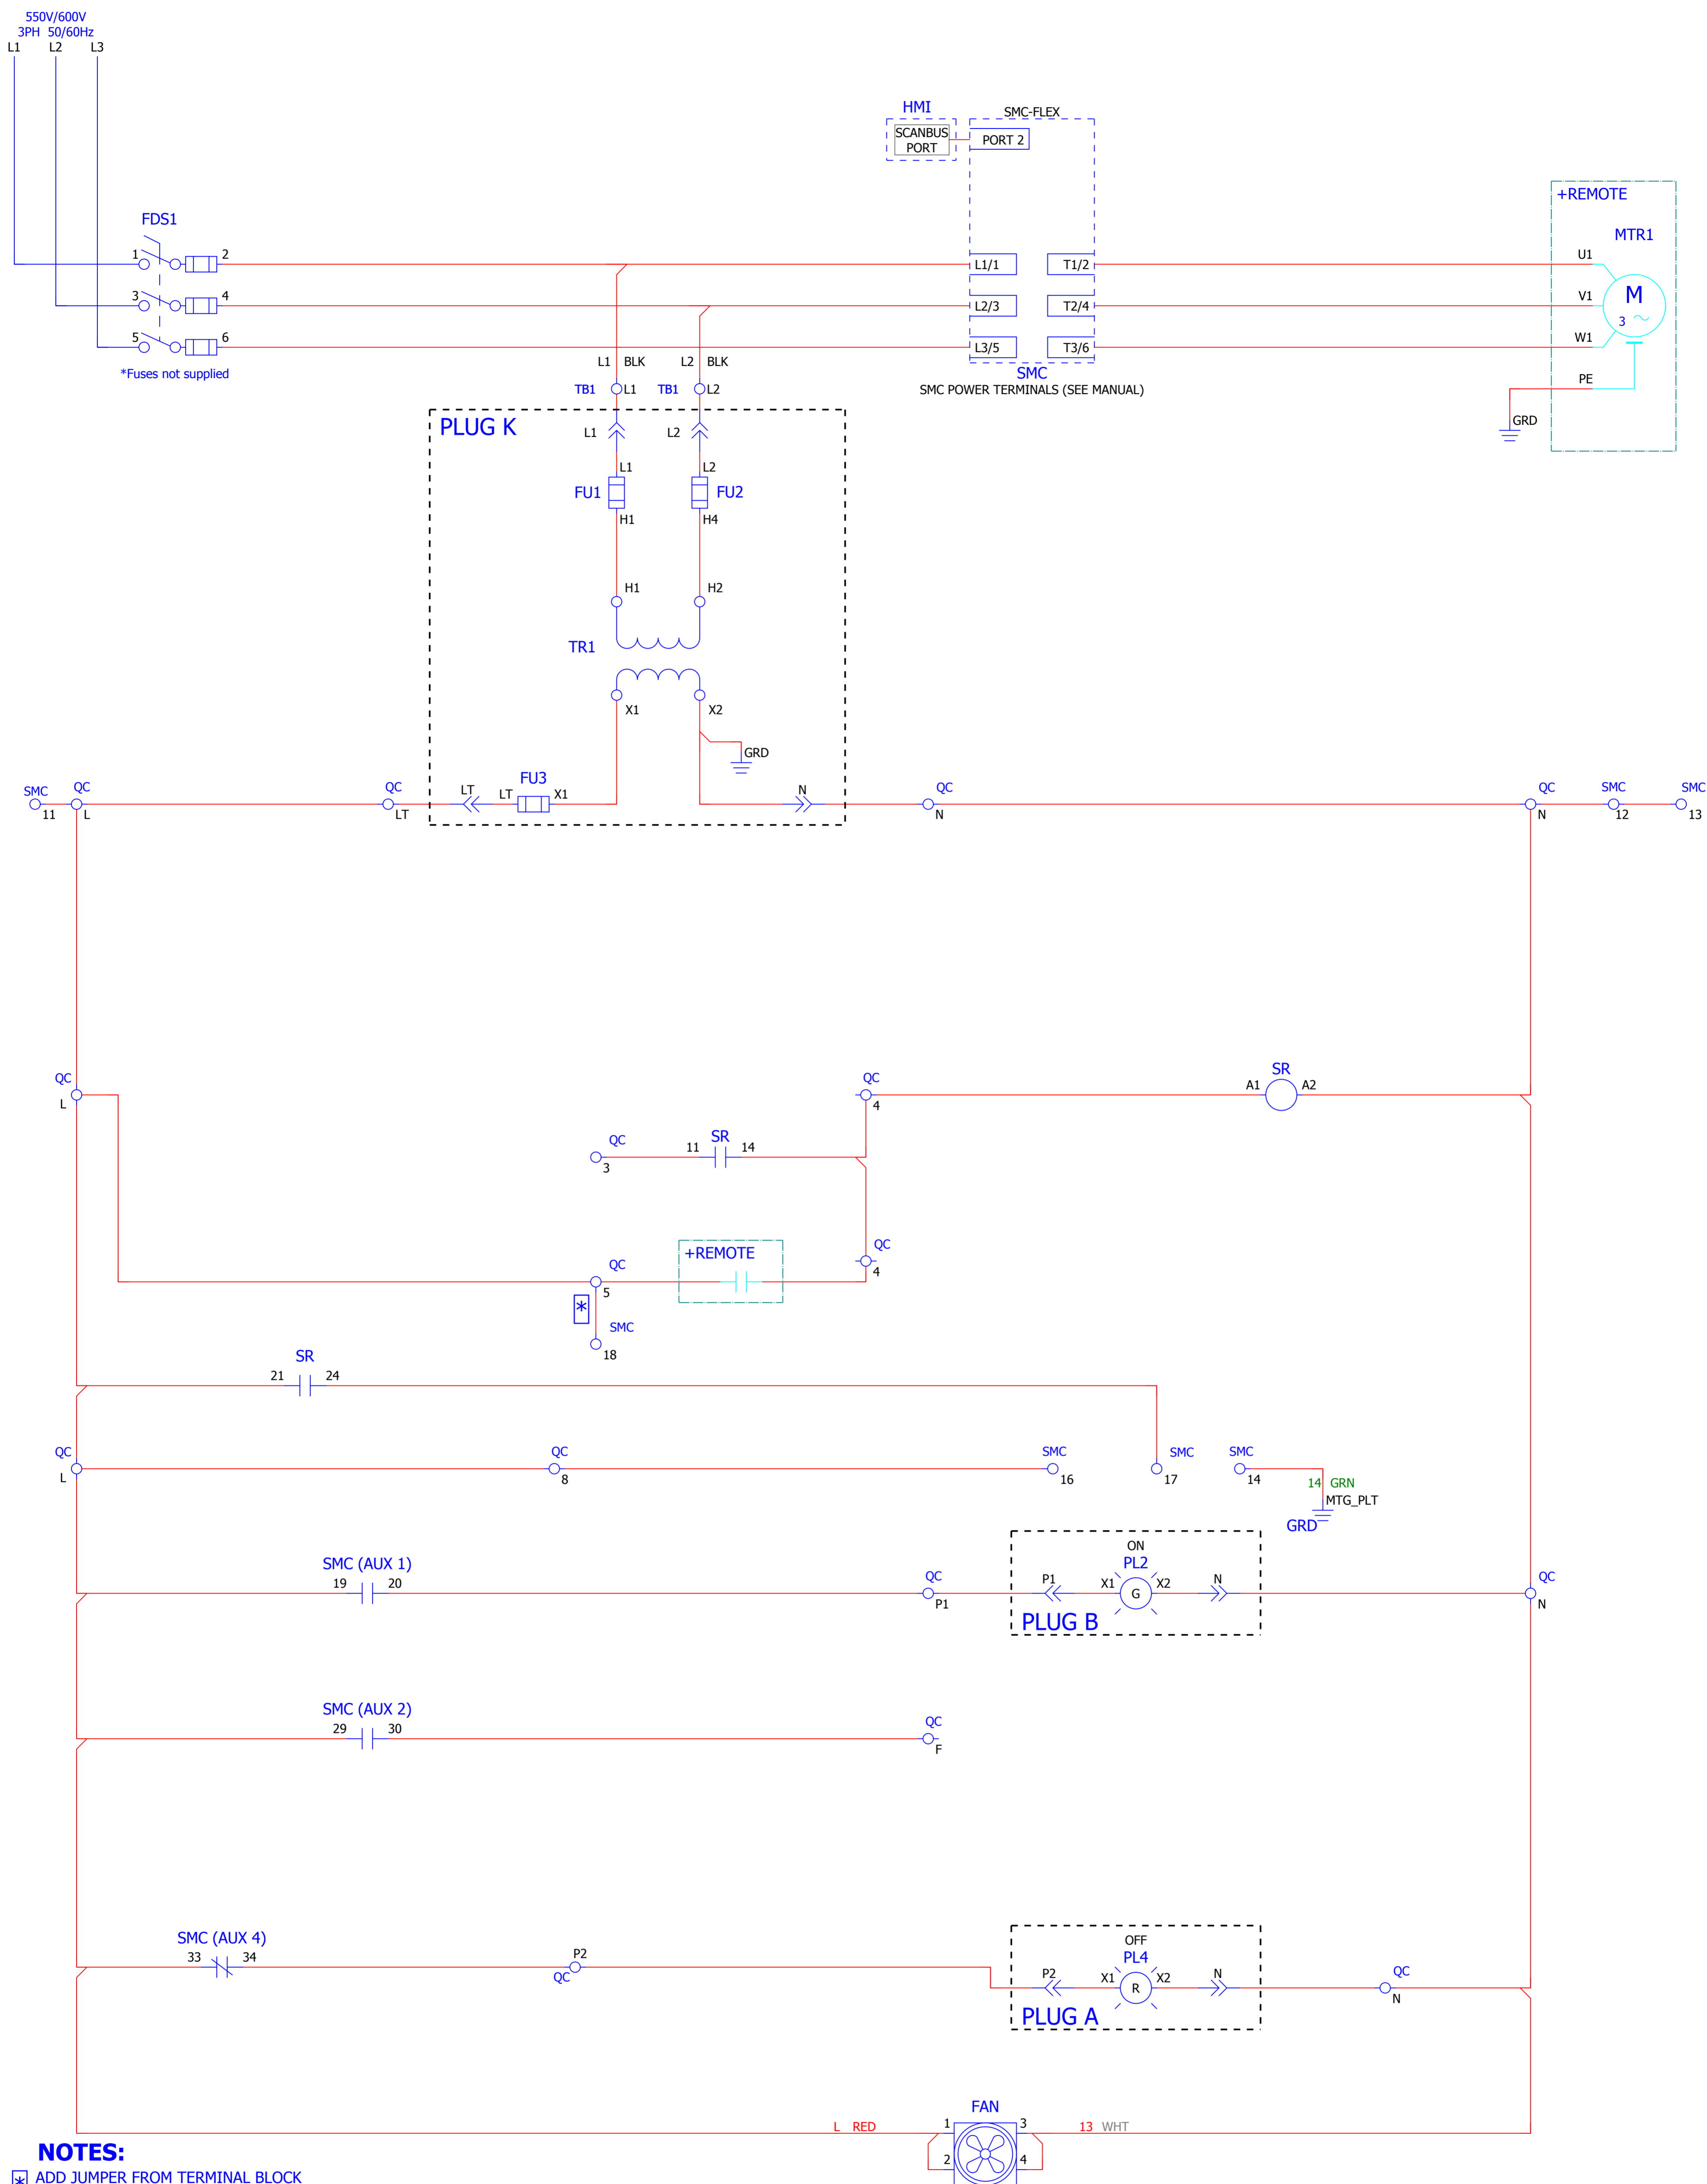 550V/600V
3PH 50/60Hz
L1 L2 L3
HMI
SMC-FLEX
SCANBUS
PORT
PORT 2
+REMOTE
FDS1
MTR1
1 2
L1/1 T1/2
U1
3 4
L2/3 T2/4
V1
M
3
5 6
L3/5 T3/6
W1
*Fuses not supplied
L1 BLK L2 BLK
SMC
SMC POWER TERMINALS (SEE MANUAL)
PE
TB1 L1 TB1 L2
GRD
PLUG K
L1 L2
L1 L2
FU1 FU2
H1 H4
H1 H2
TR1
X1 X2
GRD
SMC QC QC LT LT FU3 X1 N QC QC SMC SMC
11 L LT N N 12 13
QC QC SR
L 4 A1 A2
QC 11 SR 14
3
+REMOTE
QC
4
QC
5
*
SMC
18
SR
21 24
QC QC SMC SMC SMC
L 8 16 17 14
14 GRN
MTG_PLT
GRD
ON
PL2
SMC (AUX 1)
19 20
QC P1 X1 G X2 N QC
P1 N
PLUG B
SMC (AUX 2)
29 30
QC
F
SMC (AUX 4)
33 34
P2
QC
OFF
PL4
P2 X1 R X2 N QC
N
PLUG A
FAN
L RED 1 3 13 WHT
2 4
NOTES:
* ADD JUMPER FROM TERMINAL BLOCK